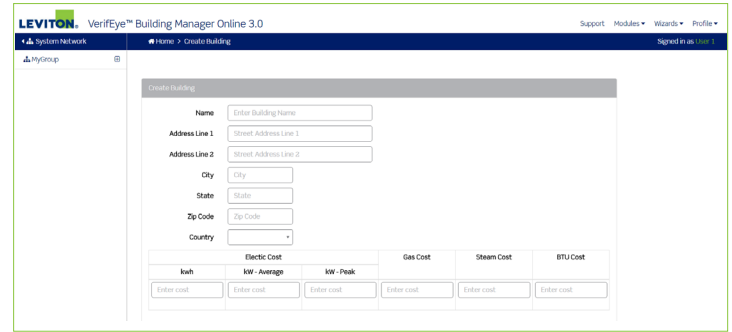 LEVITON® VerifEye™ Building Manager Online 3.0
Support Modules Wizards Profile
System Network
Home > Create Building
Signed in as User 1
MyGroup
Create Building
Name Enter Building Name
Address Line 1 Street Address Line 1
Address Line 2 Street Address Line 2
City City
State State
Zip Code Zip Code
Country
Electic Cost Gas Cost Steam Cost BTU Cost
kwh kW - Average kW - Peak
Enter cost Enter cost Enter cost Enter cost Enter cost Enter cost